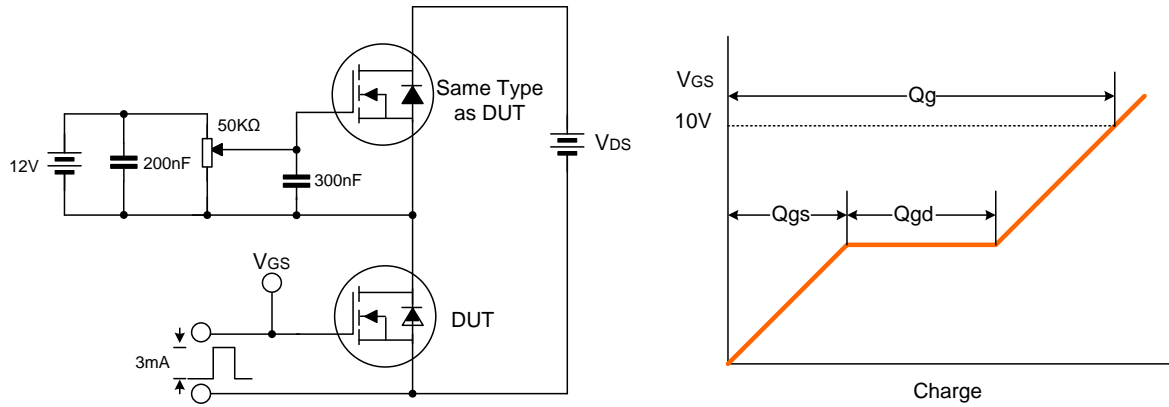 12V
200nF
50KΩ
300nF
Same Type
as DUT
VDS
VGS
DUT
3mA
VGS
10V
Qg
Qgs
Qgd
Charge